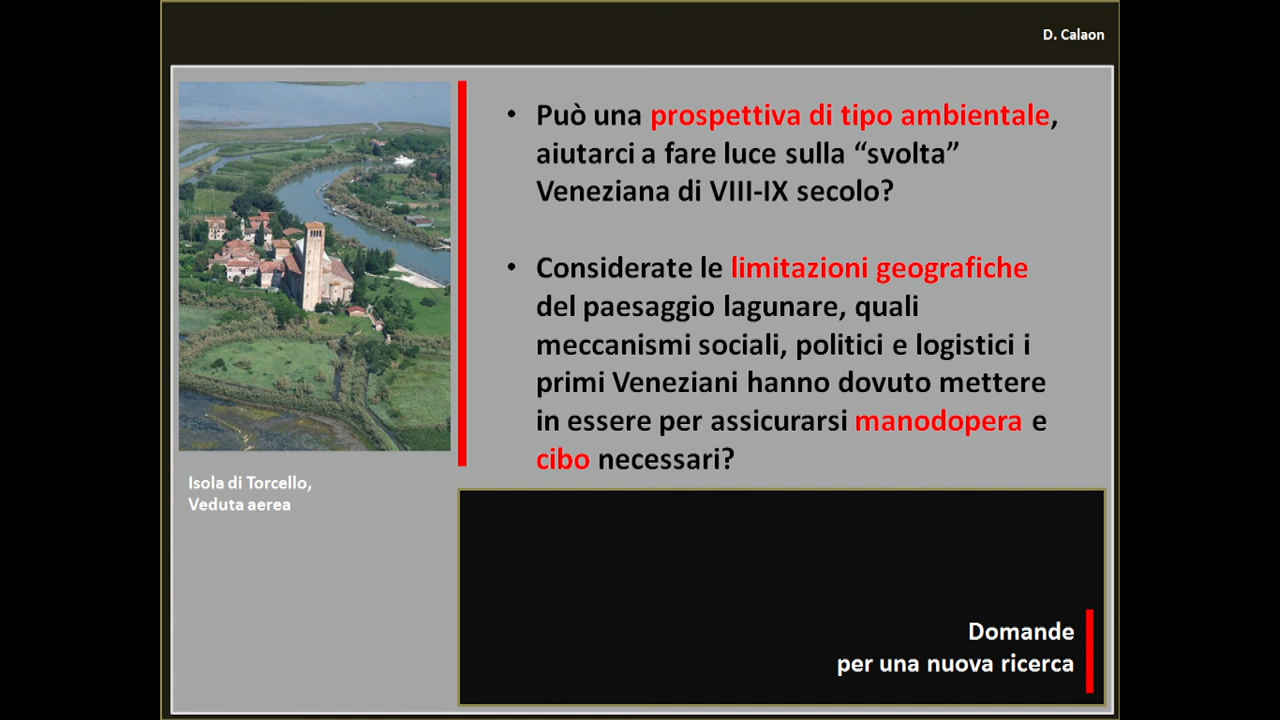 D. Calaon
• Può una prospettiva di tipo ambientale,
aiutarci a fare luce sulla “svolta”
Veneziana di VIII-IX secolo?
• Considerate le limitazioni geografiche
del paesaggio lagunare, quali
meccanismi sociali, politici e logistici i
primi Veneziani hanno dovuto mettere
in essere per assicurarsi manodopera e
cibo necessari?
Isola di Torcello,
Veduta aerea
Domande
per una nuova ricerca